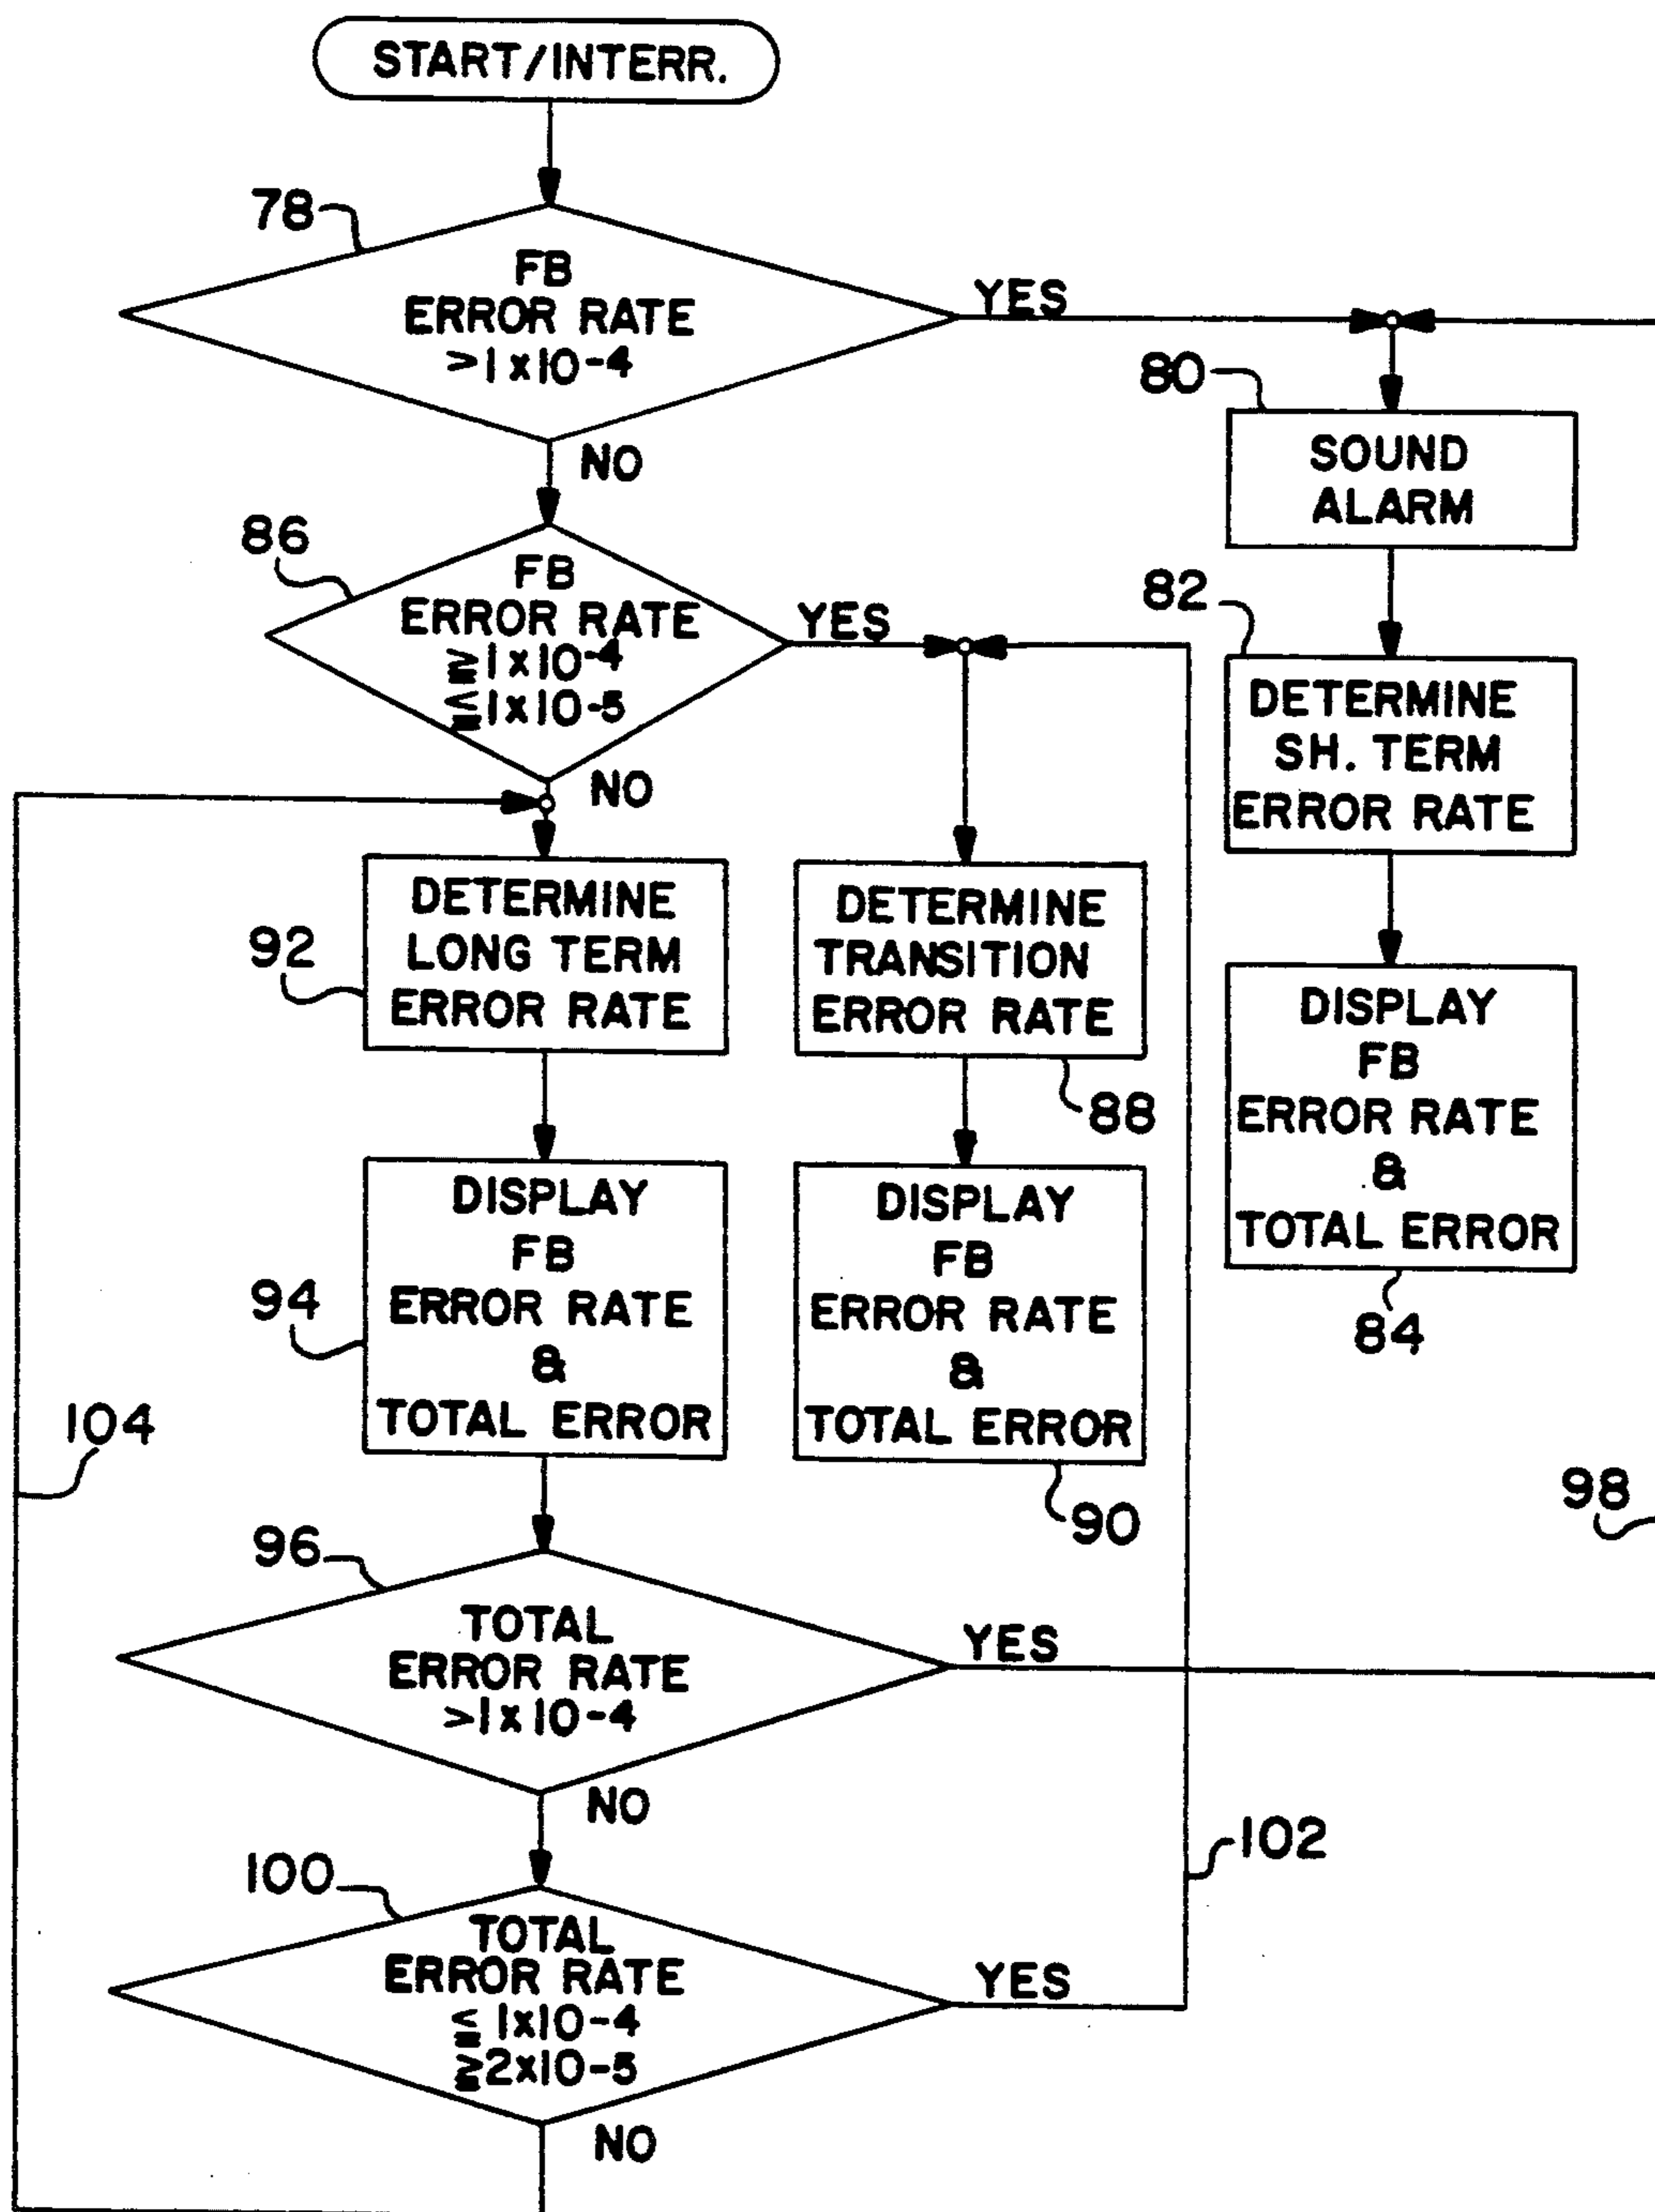 START/INTERR.
78
FB
ERROR RATE
>1x10-4
YES
NO
80
SOUND
ALARM
86
FB
ERROR RATE
≧1x10-4
≦1x10-5
YES
NO
82
DETERMINE
SH. TERM
ERROR RATE
92
DETERMINE
LONG TERM
ERROR RATE
DETERMINE
TRANSITION
ERROR RATE
88
DISPLAY
FB
ERROR RATE
&
TOTAL ERROR
84
94
DISPLAY
FB
ERROR RATE
&
TOTAL ERROR
DISPLAY
FB
ERROR RATE
&
TOTAL ERROR
90
104
98
96
TOTAL
ERROR RATE
>1x10-4
YES
NO
102
100
TOTAL
ERROR RATE
≦ 1x10-4
≧2x10-5
YES
NO